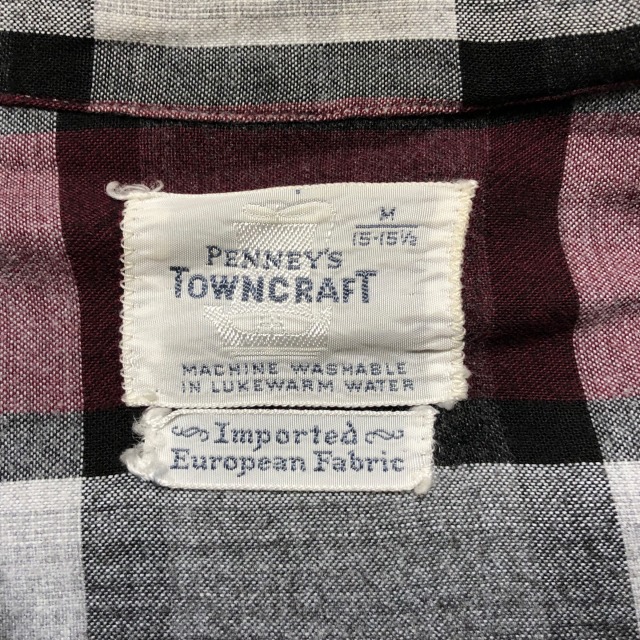 M
15-15½
PENNEY'S
TOWNCRAFT
MACHINE WASHABLE
IN LUKEWARM WATER
Imported
European Fabric